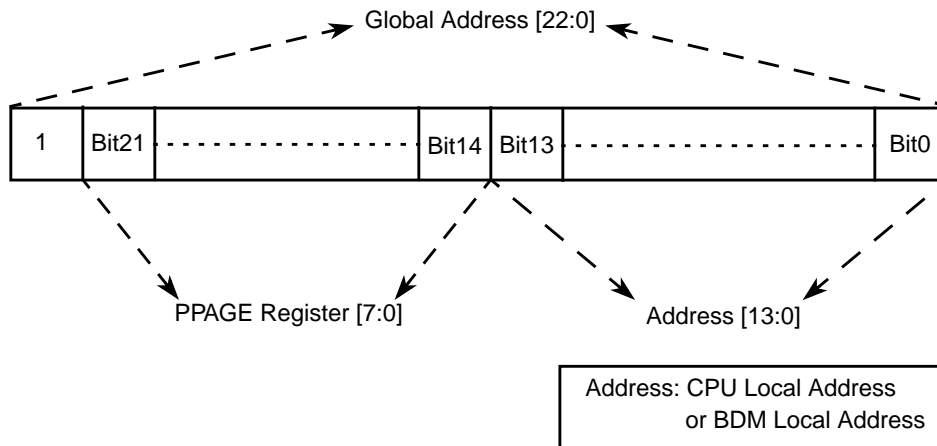 Global Address [22:0]
1 Bit21 Bit14 Bit13 Bit0
PPAGE Register [7:0]
Address [13:0]
Address: CPU Local Address
or BDM Local Address